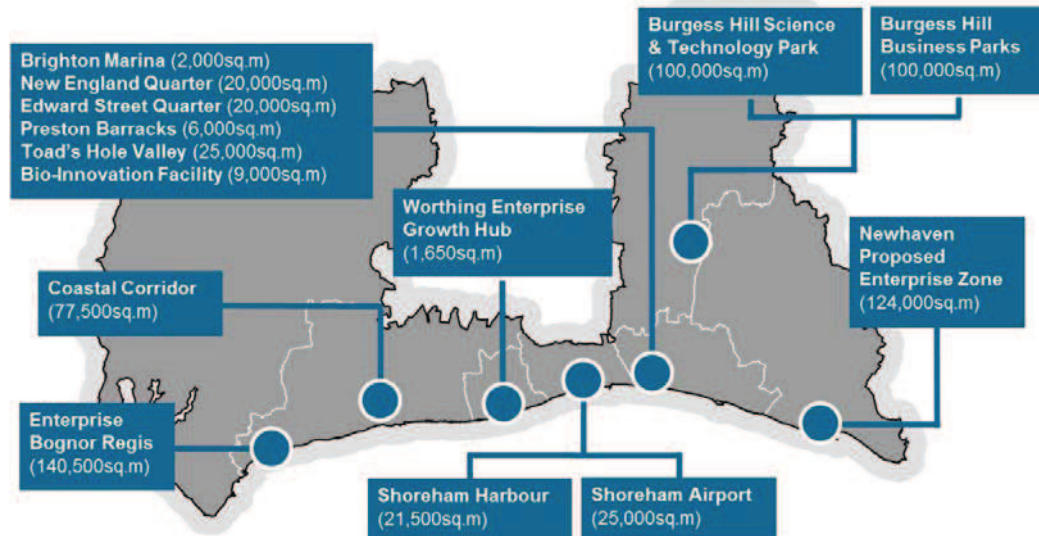 Brighton Marina (2,000sq.m)
New England Quarter (20,000sq.m)
Edward Street Quarter (20,000sq.m)
Preston Barracks (6,000sq.m)
Toad's Hole Valley (25,000sq.m)
Bio-Innovation Facility (9,000sq.m)
Burgess Hill Science
& Technology Park
(100,000sq.m)
Burgess Hill
Business Parks
(100,000sq.m)
Worthing Enterprise
Growth Hub
(1,650sq.m)
Newhaven
Proposed
Enterprise Zone
(124,000sq.m)
Coastal Corridor
(77,500sq.m)
Enterprise
Bognor Regis
(140,500sq.m)
Shoreham Harbour
(21,500sq.m)
Shoreham Airport
(25,000sq.m)